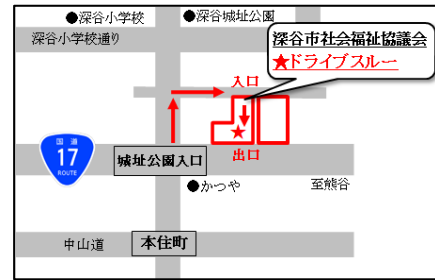 ●深谷小学校
●深谷城址公園
深谷小学校通り
深谷市社会福祉協議会
★ドライブスルー
入口
国道
17
ROUTE
城址公園入口
★
出口
●かつや
至熊谷
中山道
本住町